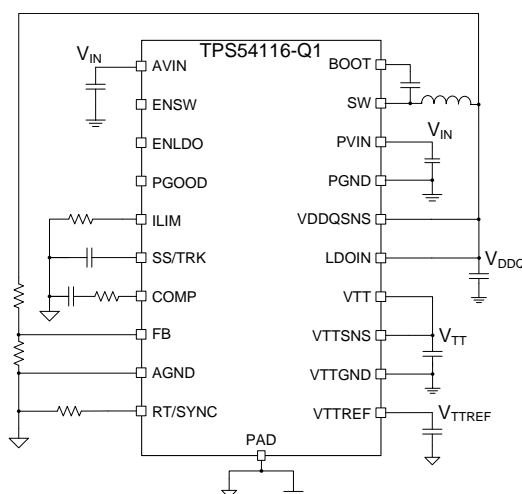 TPS54116-Q1
V_IN
AVIN
ENSW
ENLDO
PGOOD
ILIM
SS/TRK
COMP
FB
AGND
RT/SYNC
BOOT
SW
V_IN
PVIN
PGND
VDDQSNS
LDOIN
V_DDQ
VTT
VTTSNS
V_TT
VTTGND
VTTREF
V_TTREF
PAD